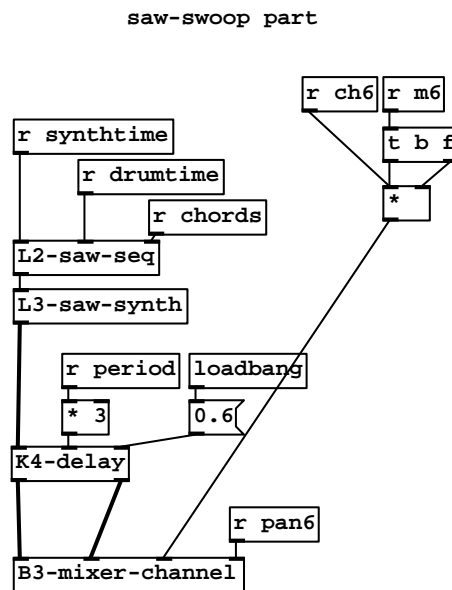 saw-swoop part
r ch6 r m6
r synthtime
t b f
r drumtime
*
r chords
L2-saw-seq
L3-saw-synth
r period
loadbang
* 3
0.6
K4-delay
r pan6
B3-mixer-channel